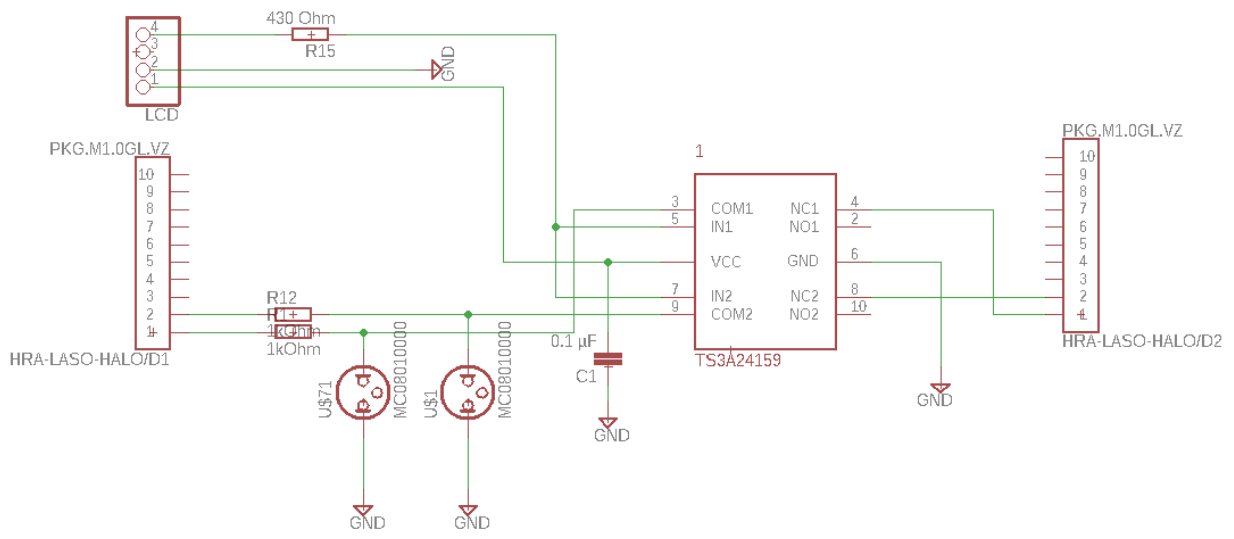 430 Ohm
R15
4
3
2
1
GND
LCD
PKG.M1.0GL.VZ
10
9
8
7
6
5
4
3
2
1
HRA-LASO-HALO/D1
R12
R1
1kOhm
1kOhm
U$71
MC08010000
U$1
MC08010000
GND
GND
0.1 µF
C1
GND
1
3 COM1 NC1 4
5 IN1 NO1 2
VCC GND 6
7 IN2 NC2 8
9 COM2 NO2 10
TS3A24159
GND
PKG.M1.0GL.VZ
10
9
8
7
6
5
4
3
2
1
HRA-LASO-HALO/D2